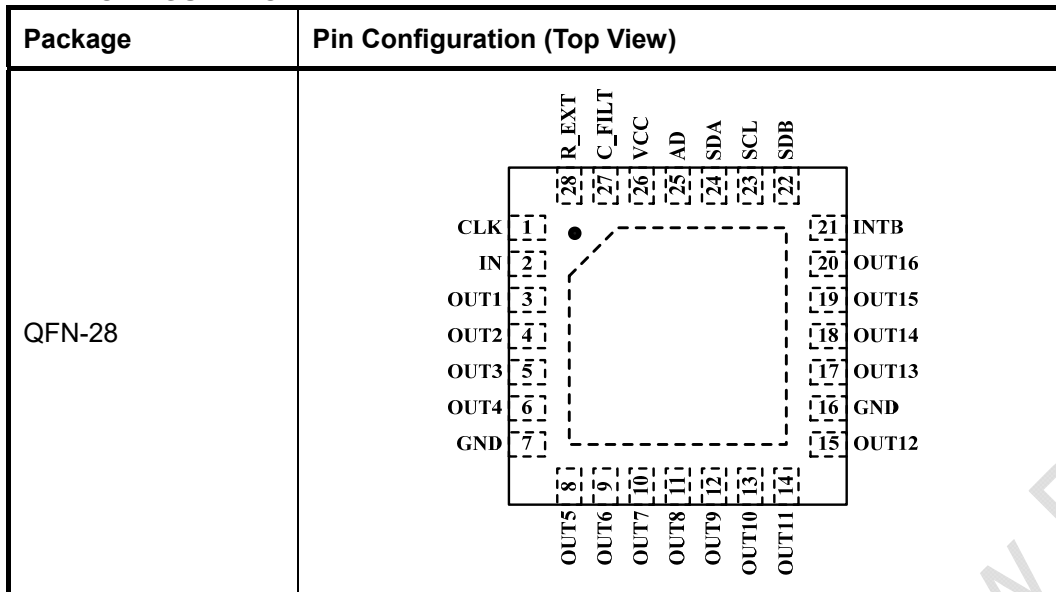 Package Pin Configuration (Top View)
QFN-28
R_EXT C_FILT VCC AD SDA SCL SDB
28 27 26 25 24 23 22
CLK 1 21 INTB
IN 2 20 OUT16
OUT1 3 19 OUT15
OUT2 4 18 OUT14
OUT3 5 17 OUT13
OUT4 6 16 GND
GND 7 15 OUT12
8 9 10 11 12 13 14
OUT5 OUT6 OUT7 OUT8 OUT9 OUT10 OUT11